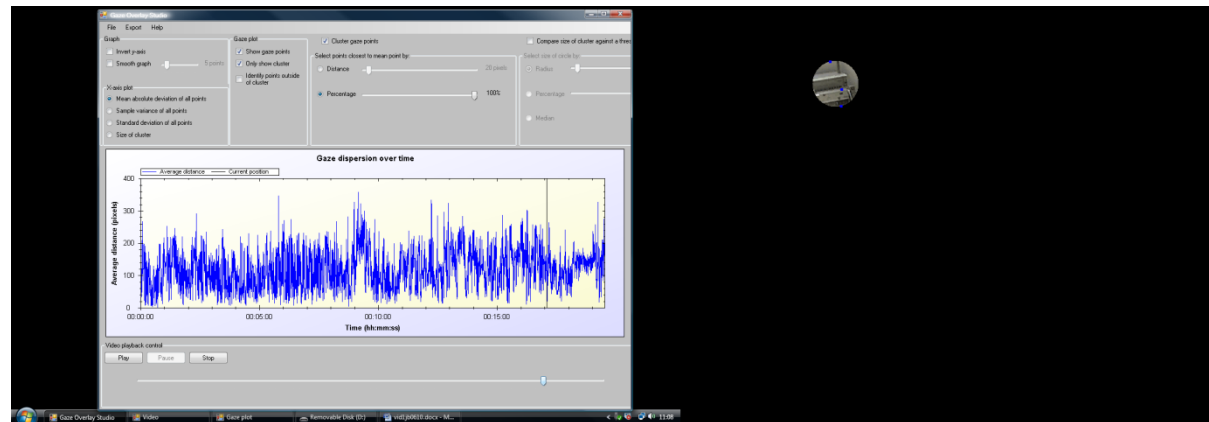 Gaze Overlay Studio
File Export Help
Graph
Invert y-axis
Smooth graph 5 points
X-axis plot
Mean absolute deviation of all points
Sample variance of all points
Standard deviation of all points
Size of cluster
Gaze plot
Show gaze points
Only show cluster
Identify points outside
of cluster
Cluster gaze points
Select points closest to mean point by:
Distance 20 pixels
Percentage 100%
Compare size of cluster against a thres
Select size of circle by:
Radius
Percentage
Median
Gaze dispersion over time
Average distance Current position
Average distance (pixels)
400
300
200
100
0
00:00:00 00:05:00 00:10:00 00:15:00
Time (hh:mm:ss)
Video playback control
Play Pause Stop
Gaze Overlay Studio Video Gaze plot Removable Disk (D:) vrd1jb0610.docx - M... 11:08